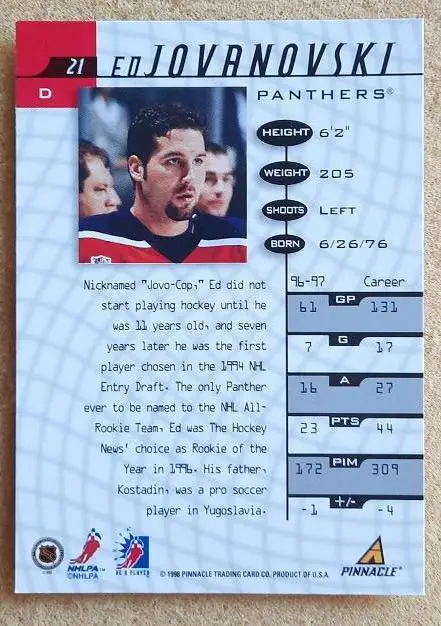 21 ED JOVANOVSKI
D PANTHERS®
HEIGHT 6'2"
WEIGHT 205
SHOOTS LEFT
BORN 6/26/76
Nicknamed "Jovo-Cop," Ed did not
start playing hockey until he
was 11 years old, and seven
years later he was the first
player chosen in the 1994 NHL
Entry Draft. The only Panther
ever to be named to the NHL All-
Rookie Team, Ed was The Hockey
News' choice as Rookie of the
Year in 1996. His father,
Kostadin, was a pro soccer
player in Yugoslavia.
96-97 Career
GP
61 131
G
7 17
A
16 27
PTS
23 44
PIM
172 309
+/-
-1 -4
NHLPA
©NHLPA
BE A PLAYER
© 1998 PINNACLE TRADING CARD CO. PRODUCT OF U.S.A.
PINNACLE®